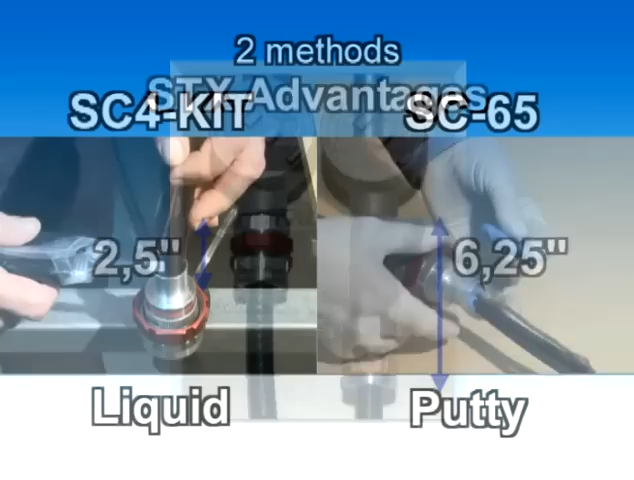 2 methods
STX Advantages
SC4-KIT
SC-65
2,5"
6,25"
Liquid
Putty